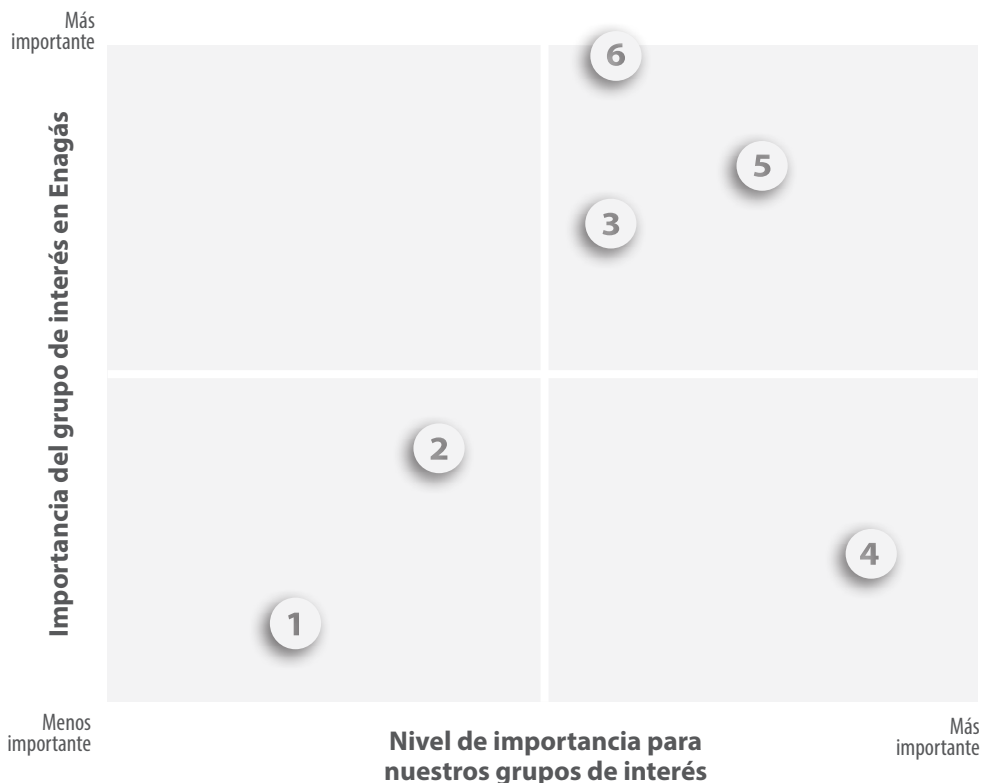 Más
importante
Importancia del grupo de interés en Enagás
6
5
3
2
4
1
Menos
importante
Nivel de importancia para
nuestros grupos de interés
Más
importante